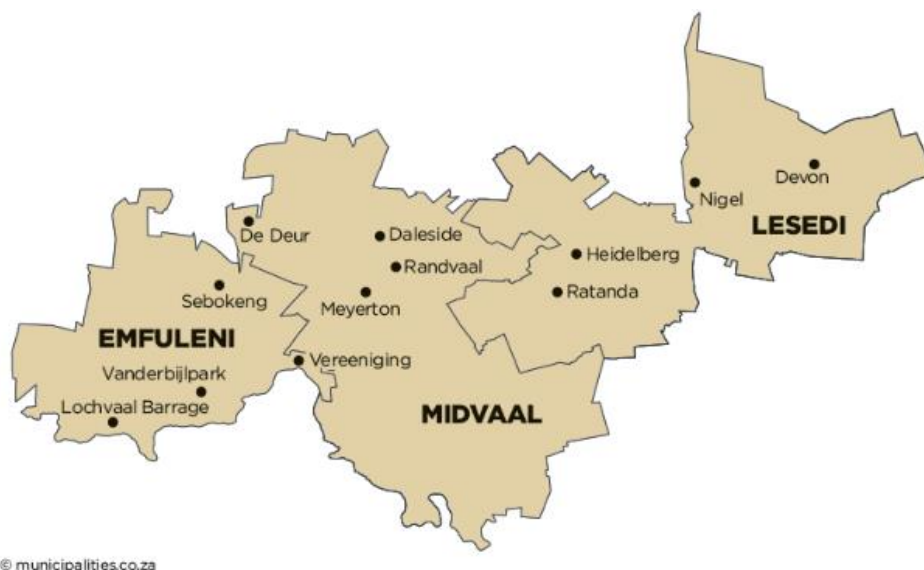 Devon
Nigel
LESEDI
De Deur
Daleside
Heidelberg
Randvaal
Sebokeng
Meyerton
Ratanda
EMFULENI
Vereeniging
Vanderbijlpark
Lochvaal Barrage
MIDVAAL
© municipalities.co.za